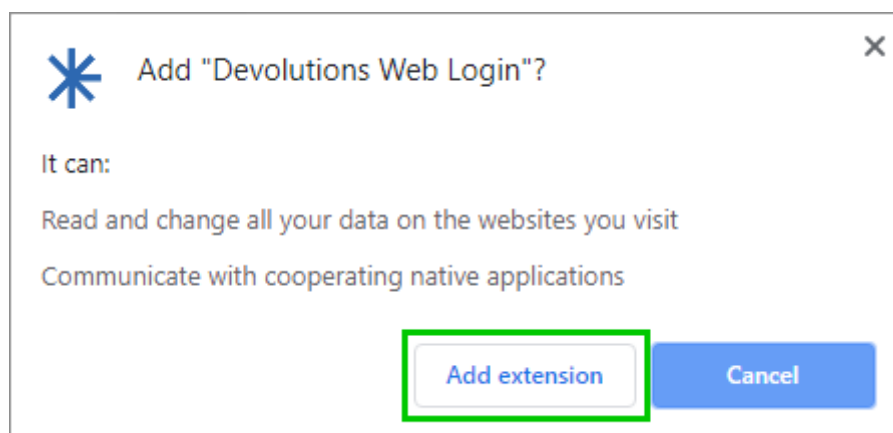 Add "Devolutions Web Login"?
It can:
Read and change all your data on the websites you visit
Communicate with cooperating native applications
Add extension
Cancel